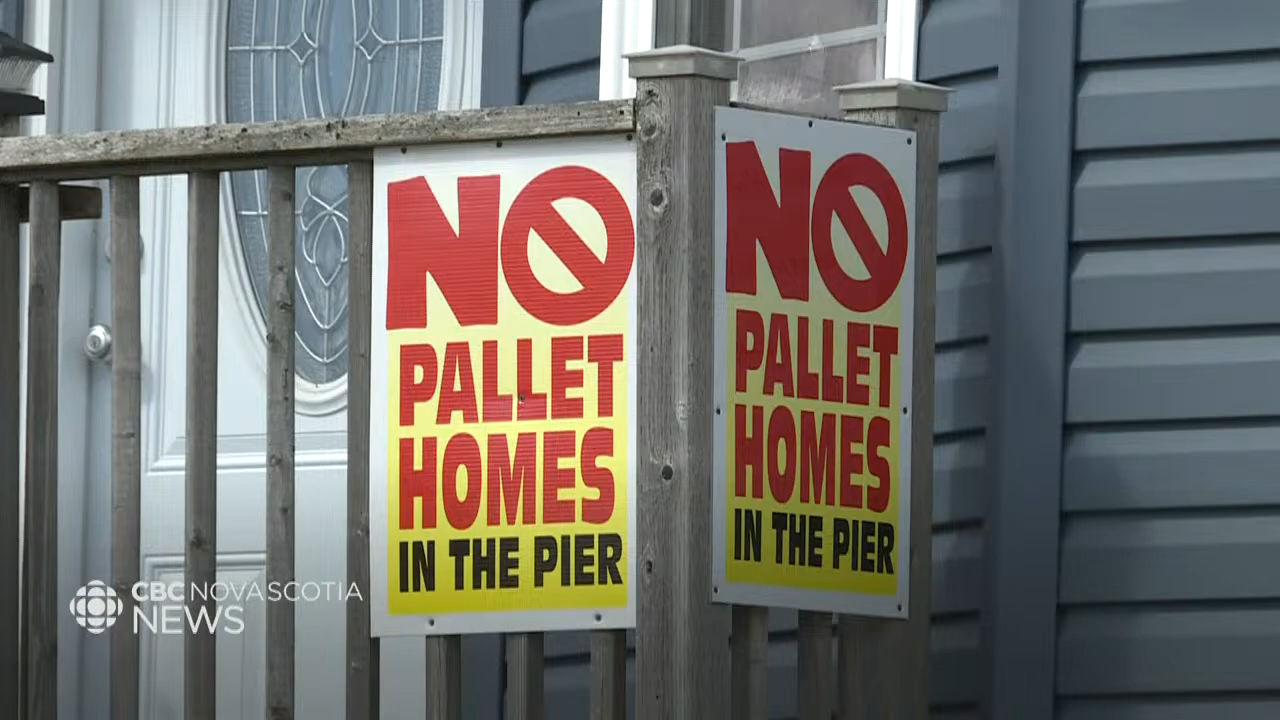 NO
PALLET
HOMES
IN THE PIER
NO
PALLET
HOMES
IN THE PIER
CBC NOVA SCOTIA
NEWS